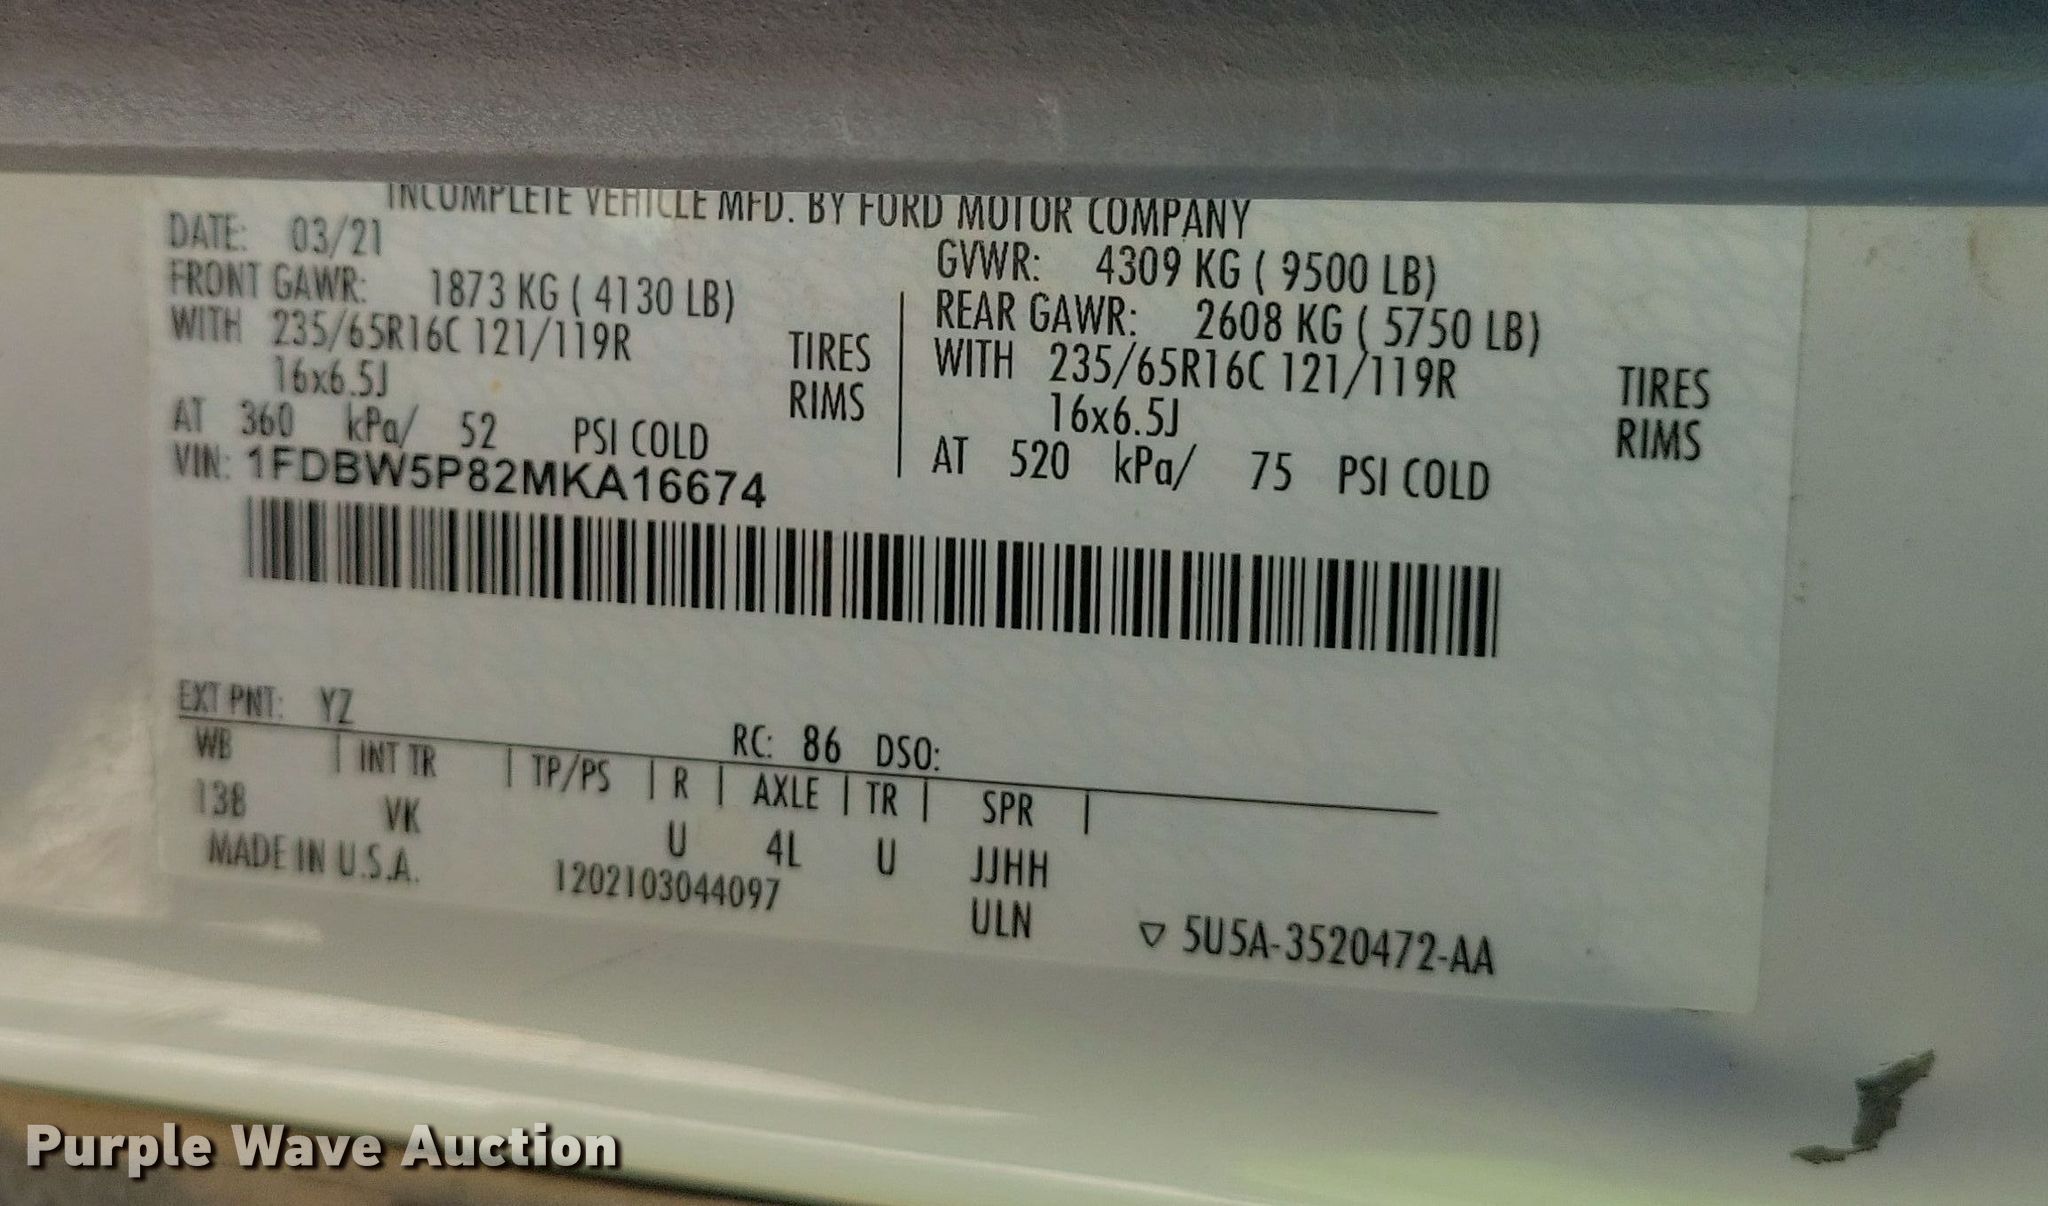 INCOMPLETE VEHICLE MFD. BY FORD MOTOR COMPANY
DATE: 03/21 GVWR: 4309 KG ( 9500 LB)
FRONT GAWR: 1873 KG ( 4130 LB) REAR GAWR: 2608 KG ( 5750 LB)
WITH 235/65R16C 121/119R TIRES WITH 235/65R16C 121/119R TIRES
16x6.5J RIMS 16x6.5J RIMS
AT 360 kPa/ 52 PSI COLD AT 520 kPa/ 75 PSI COLD
VIN: 1FDBW5P82MKA16674
EXT PNT: YZ RC: 86 DSO:
WB | INT TR | TP/PS | R | AXLE | TR | SPR |
138 VK U 4L U JJHH
MADE IN U.S.A. 1202103044097 ULN ▽ 5U5A-3520472-AA
Purple Wave Auction